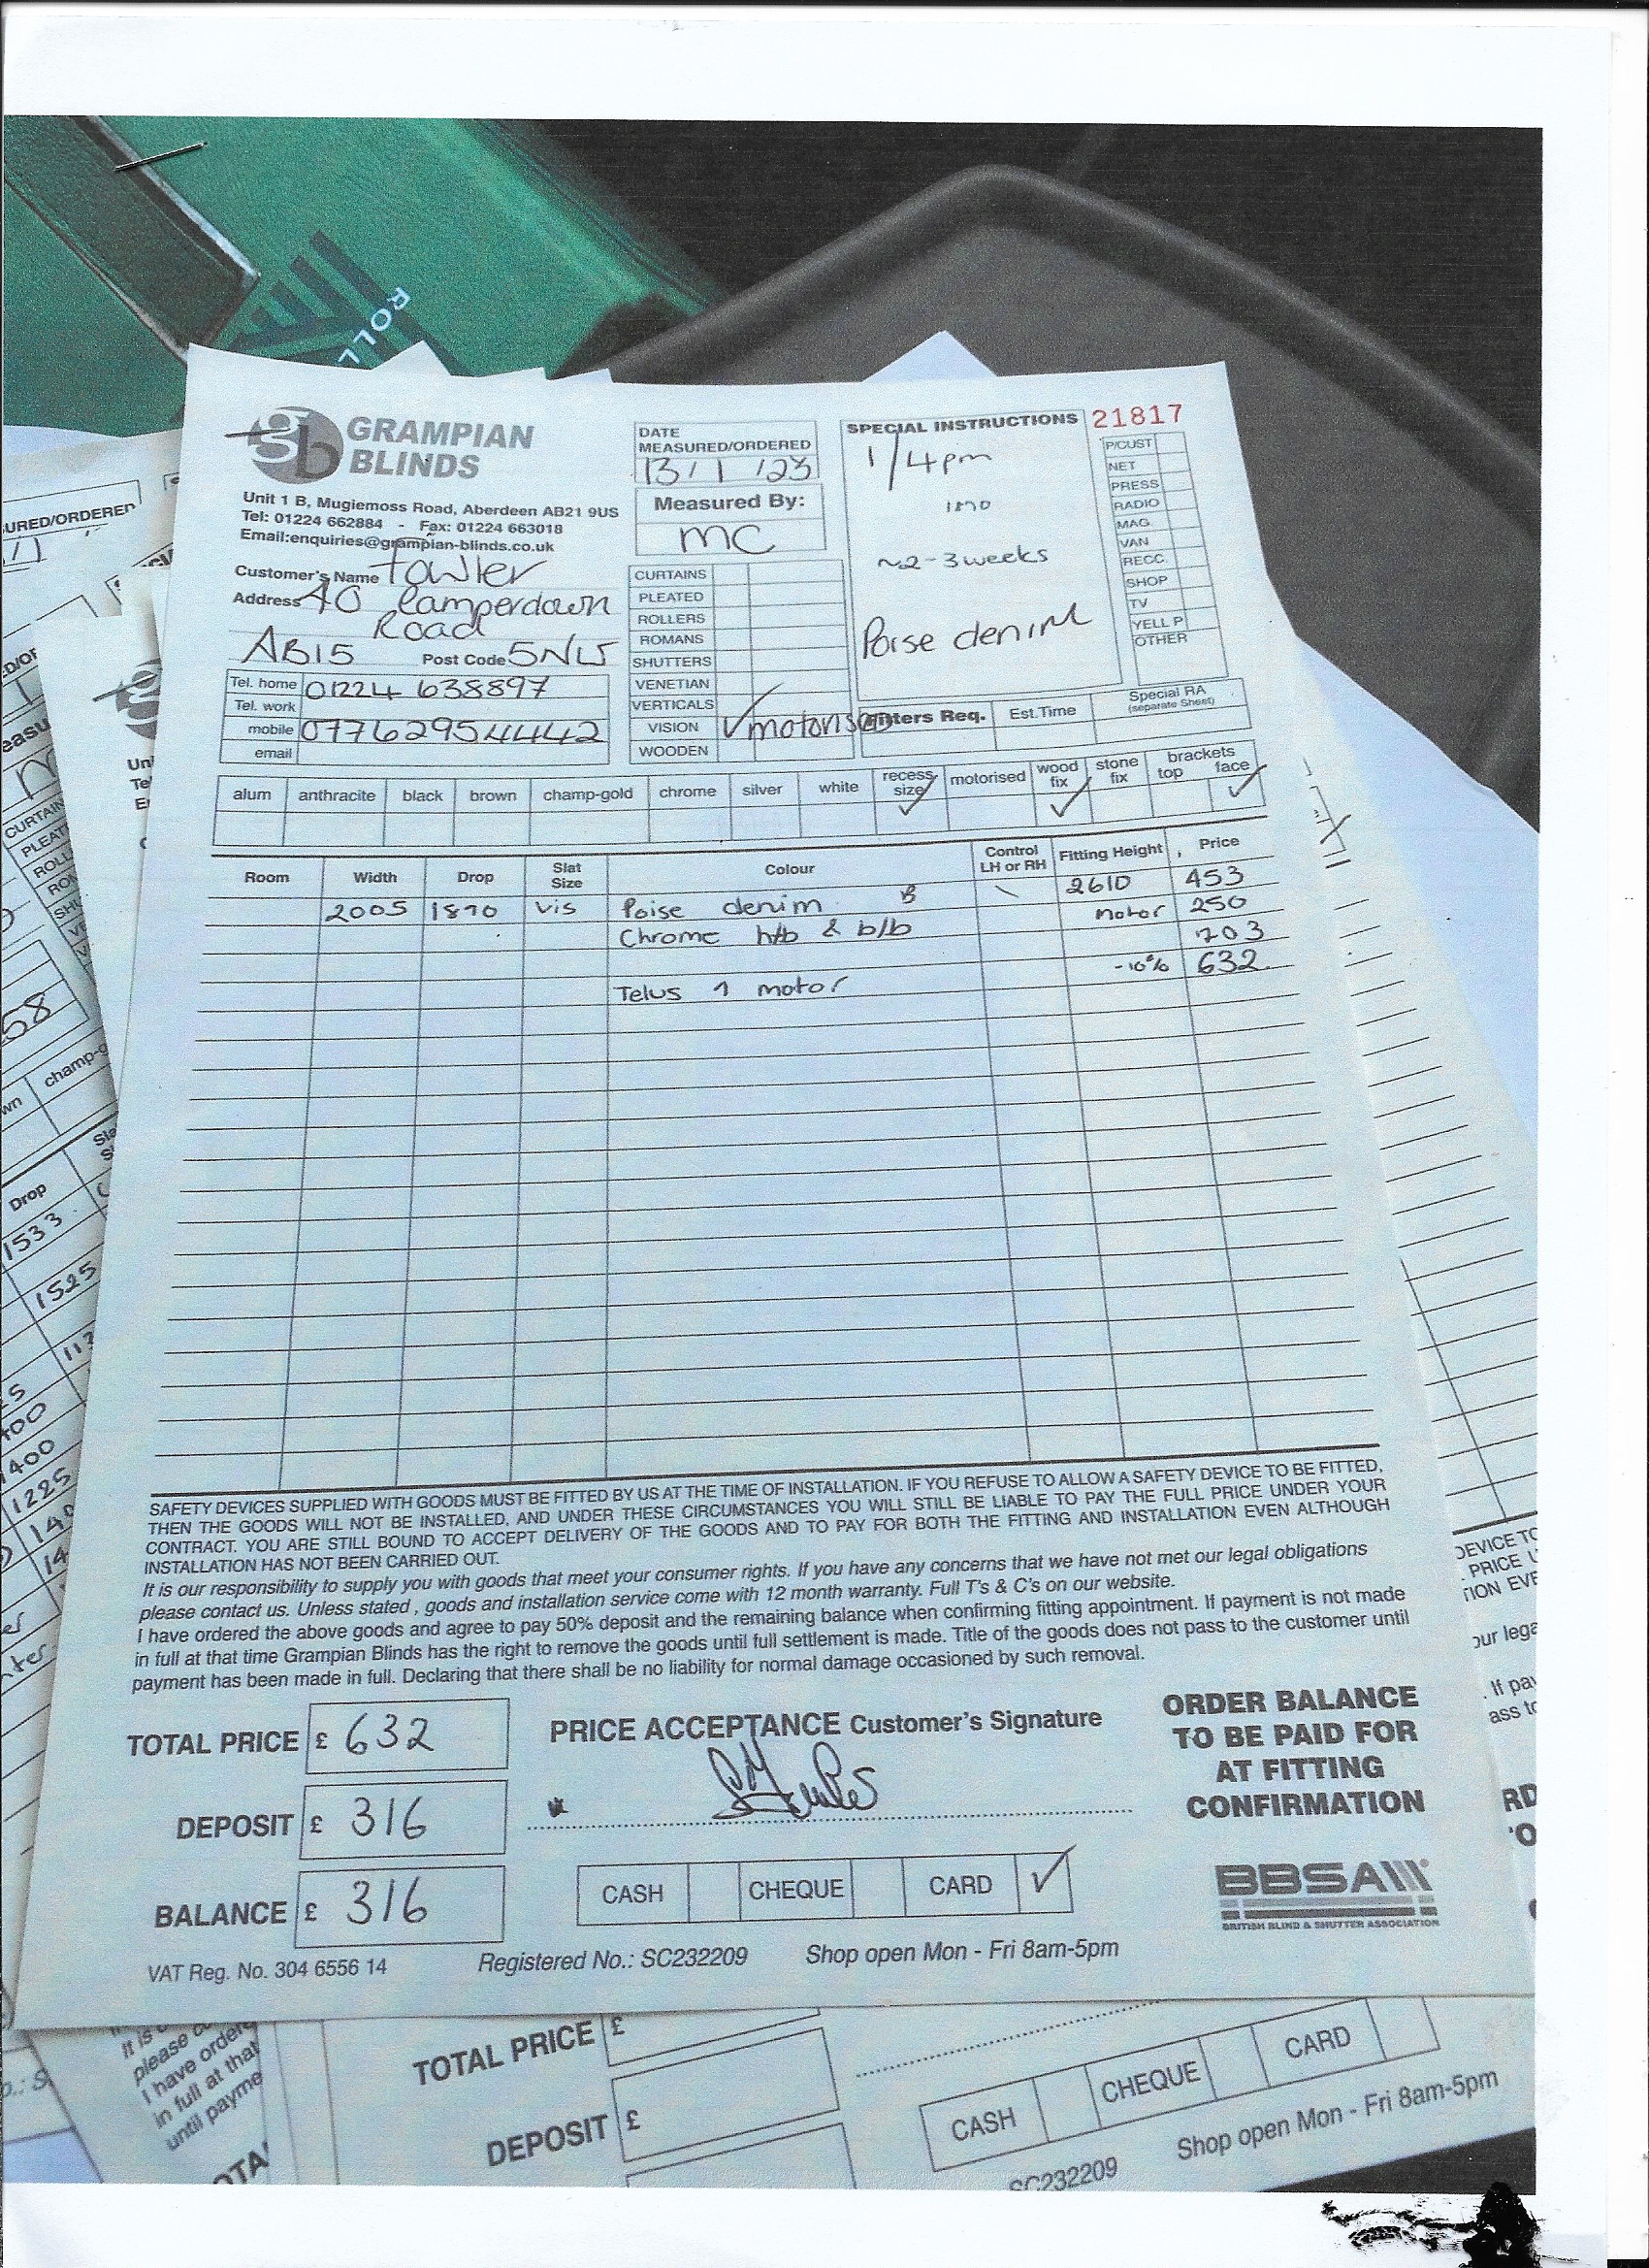 ROLL
GRAMPIAN
BLINDS
Unit 1 B, Mugiemoss Road, Aberdeen AB21 9US
Tel: 01224 662884 - Fax: 01224 663018
Email:enquiries@grampian-blinds.co.uk
Customer's Name Fowler
Address 40 Camperdown
Road
AB15 Post Code 5NU
Tel. home 01224 638897
Tel. work
mobile 07762954442
email
DATE
MEASURED/ORDERED
13/1/23
Measured By:
MC
CURTAINS
PLEATED
ROLLERS
ROMANS
SHUTTERS
VENETIAN
VERTICALS
VISION ✓ motorised
WOODEN
SPECIAL INSTRUCTIONS 21817
1/4pm
1870
~2-3 weeks
Poise denim
P/CUST
NET
PRESS
RADIO
MAG
VAN
RECC.
SHOP
TV
YELL P
OTHER
Fitters Req. Est.Time Special RA
(separate Sheet)
alum anthracite black brown champ-gold chrome silver white recess size ✓ motorised wood fix ✓ stone fix brackets top face ✓
Room Width Drop Slat Size Colour Control LH or RH Fitting Height Price
2005 1870 Vis Poise denim B \ 2610 453
Chrome h/b & b/b motor 250
703
-10% 632
Telus 1 motor
SAFETY DEVICES SUPPLIED WITH GOODS MUST BE FITTED BY US AT THE TIME OF INSTALLATION. IF YOU REFUSE TO ALLOW A SAFETY DEVICE TO BE FITTED,
THEN THE GOODS WILL NOT BE INSTALLED, AND UNDER THESE CIRCUMSTANCES YOU WILL STILL BE LIABLE TO PAY THE FULL PRICE UNDER YOUR
CONTRACT. YOU ARE STILL BOUND TO ACCEPT DELIVERY OF THE GOODS AND TO PAY FOR BOTH THE FITTING AND INSTALLATION EVEN ALTHOUGH
INSTALLATION HAS NOT BEEN CARRIED OUT.
It is our responsibility to supply you with goods that meet your consumer rights. If you have any concerns that we have not met our legal obligations
please contact us. Unless stated , goods and installation service come with 12 month warranty. Full T's & C's on our website.
I have ordered the above goods and agree to pay 50% deposit and the remaining balance when confirming fitting appointment. If payment is not made
in full at that time Grampian Blinds has the right to remove the goods until full settlement is made. Title of the goods does not pass to the customer until
payment has been made in full. Declaring that there shall be no liability for normal damage occasioned by such removal.
TOTAL PRICE £ 632
DEPOSIT £ 316
BALANCE £ 316
PRICE ACCEPTANCE Customer's Signature
CASH CHEQUE CARD ✓
ORDER BALANCE
TO BE PAID FOR
AT FITTING
CONFIRMATION
BBSA
BRITISH BLIND & SHUTTER ASSOCIATION
VAT Reg. No. 304 6556 14 Registered No.: SC232209 Shop open Mon - Fri 8am-5pm
TOTAL PRICE £
DEPOSIT £
CASH CHEQUE CARD
SC232209 Shop open Mon - Fri 8am-5pm
Drop
1533
1525
1400
1225